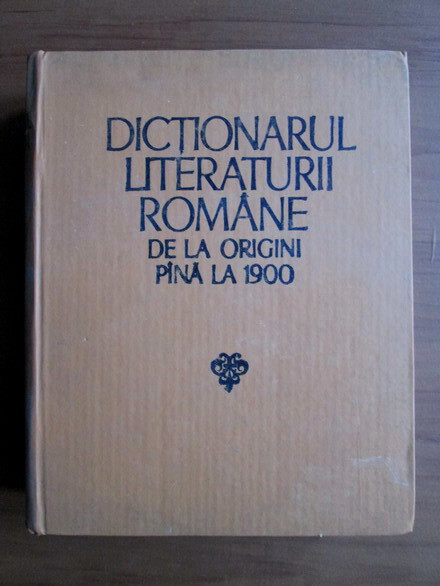 DICȚIONARUL
LITERATURII
ROMÂNE
DE LA ORIGINI
PÎNĂ LA 1900